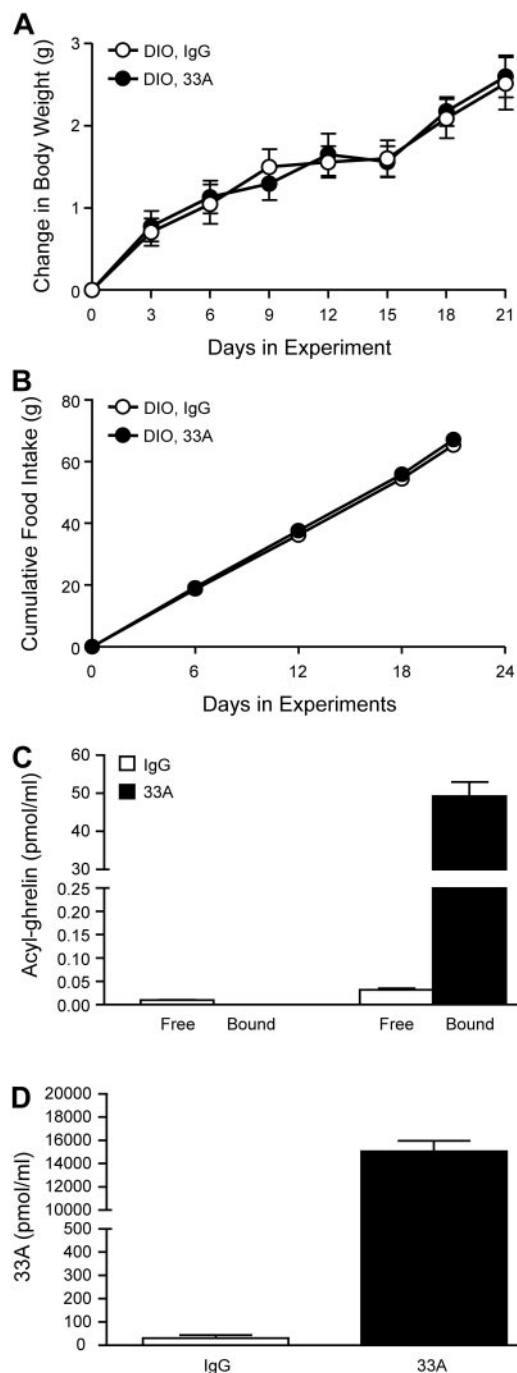 A
DIO, IgG
DIO, 33A
Change in Body Weight (g)
3
2
1
0
0 3 6 9 12 15 18 21
Days in Experiment
B
DIO, IgG
DIO, 33A
Cumulative Food Intake (g)
80
60
40
20
0
0 6 12 18 24
Days in Experiments
C
IgG
33A
Acyl-ghrelin (pmol/ml)
60
50
40
30
0.25
0.20
0.15
0.10
0.05
0.00
Free Bound Free Bound
D
33A (pmol/ml)
20000
18000
16000
14000
12000
10000
500
400
300
200
100
0
IgG 33A